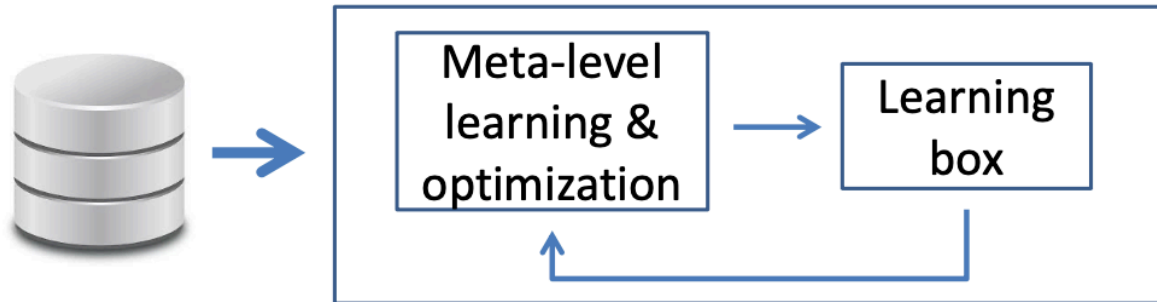 Meta-level
learning &
optimization
Learning
box